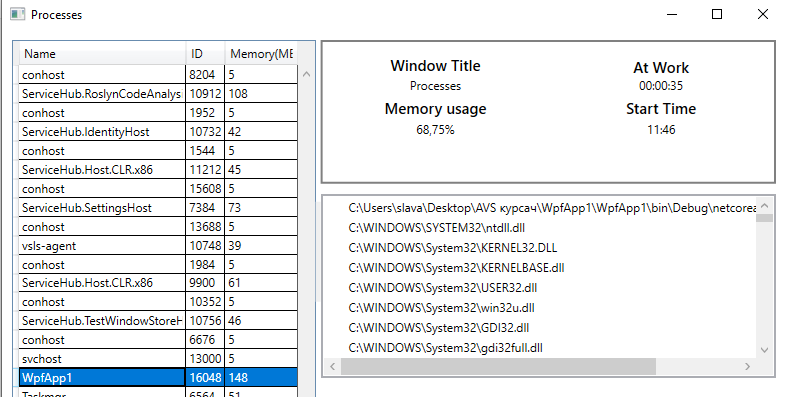 Processes
Name ID Memory(ME
conhost 8204 5
ServiceHub.RoslynCodeAnalys 10912 108
conhost 1952 5
ServiceHub.IdentityHost 10732 42
conhost 1544 5
ServiceHub.Host.CLR.x86 11212 45
conhost 15608 5
ServiceHub.SettingsHost 7384 73
conhost 13688 5
vsls-agent 10748 39
conhost 1984 5
ServiceHub.Host.CLR.x86 9900 61
conhost 10352 5
ServiceHub.TestWindowStoreH 10756 46
conhost 6676 5
svchost 13000 5
WpfApp1 16048 148
Taskmgr 6564 51
Window Title
Processes
At Work
00:00:35
Memory usage
68,75%
Start Time
11:46
C:\Users\slava\Desktop\AVS курсач\WpfApp1\WpfApp1\bin\Debug\netcorea
C:\WINDOWS\SYSTEM32\ntdll.dll
C:\WINDOWS\System32\KERNEL32.DLL
C:\WINDOWS\System32\KERNELBASE.dll
C:\WINDOWS\System32\USER32.dll
C:\WINDOWS\System32\win32u.dll
C:\WINDOWS\System32\GDI32.dll
C:\WINDOWS\System32\gdi32full.dll